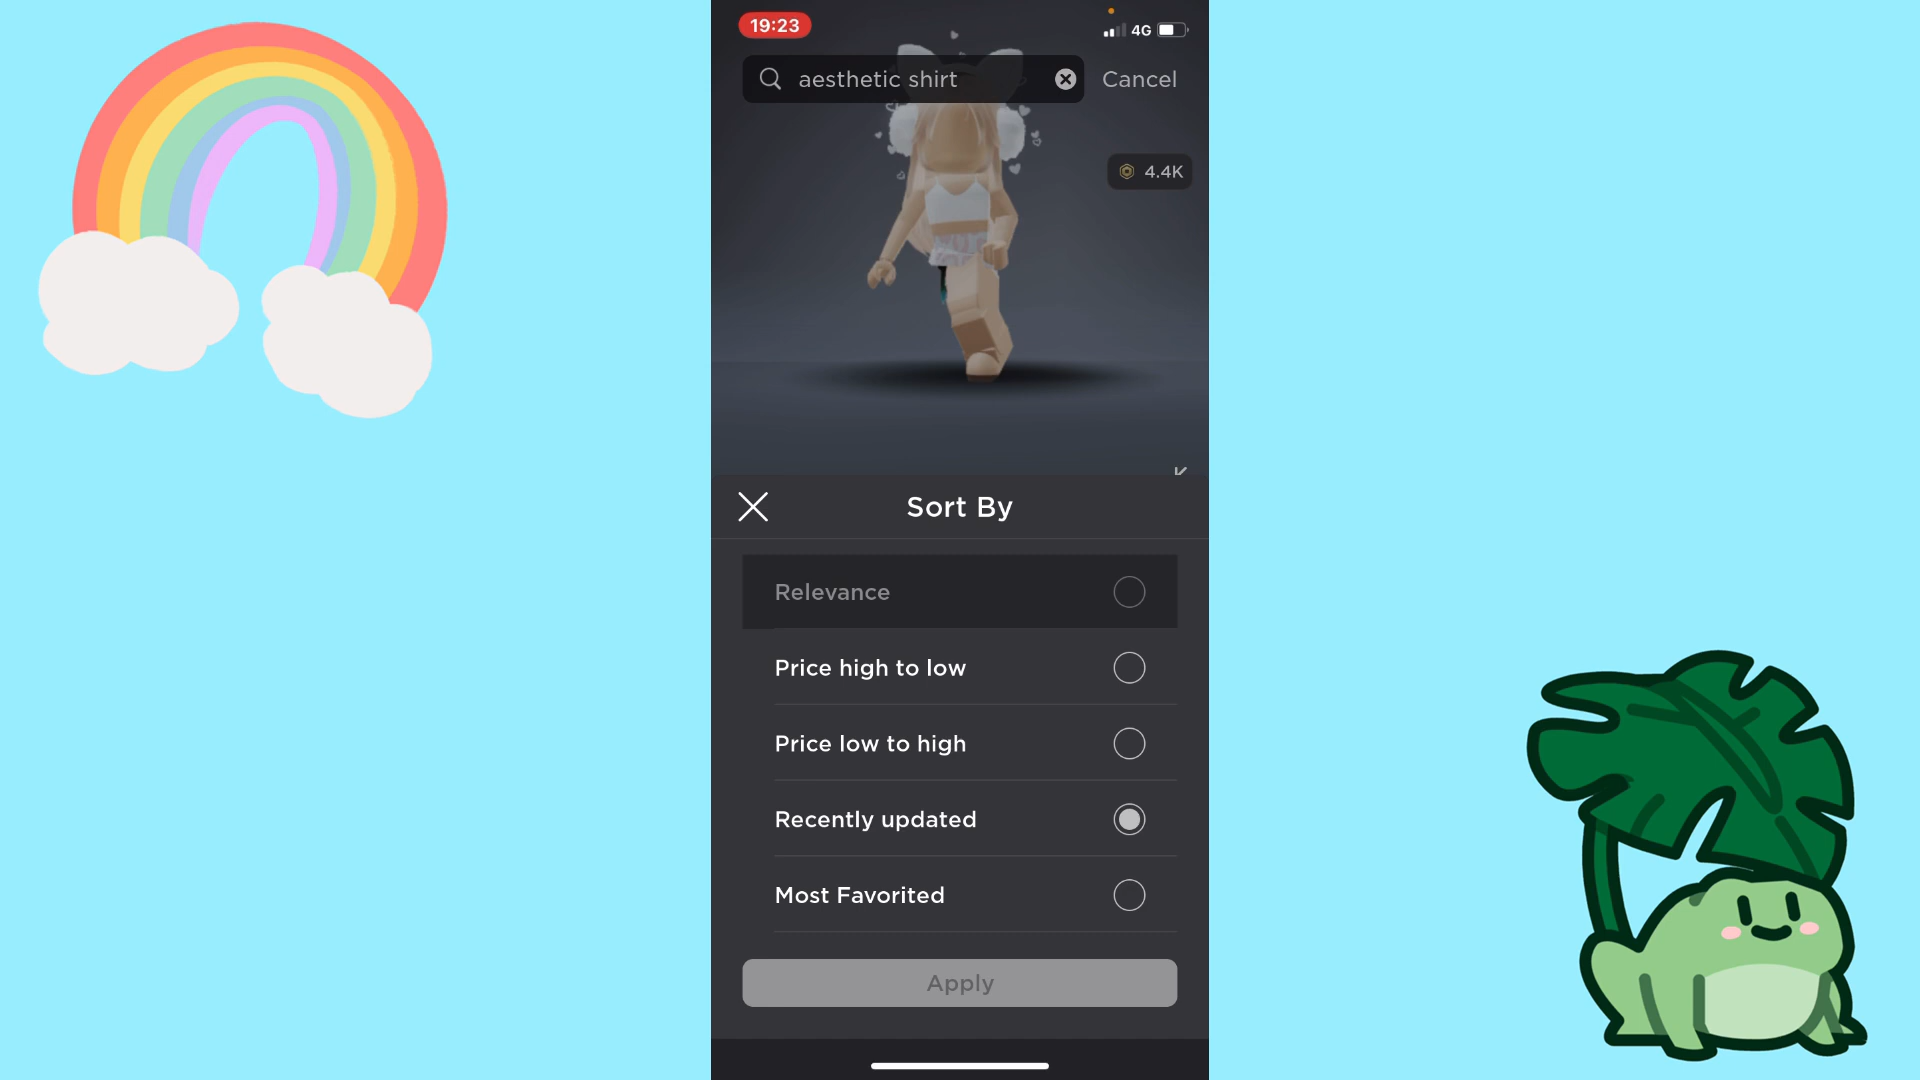 19:23
4G
aesthetic shirt
Cancel
4.4K
Sort By
Relevance
Price high to low
Price low to high
Recently updated
Most Favorited
Apply